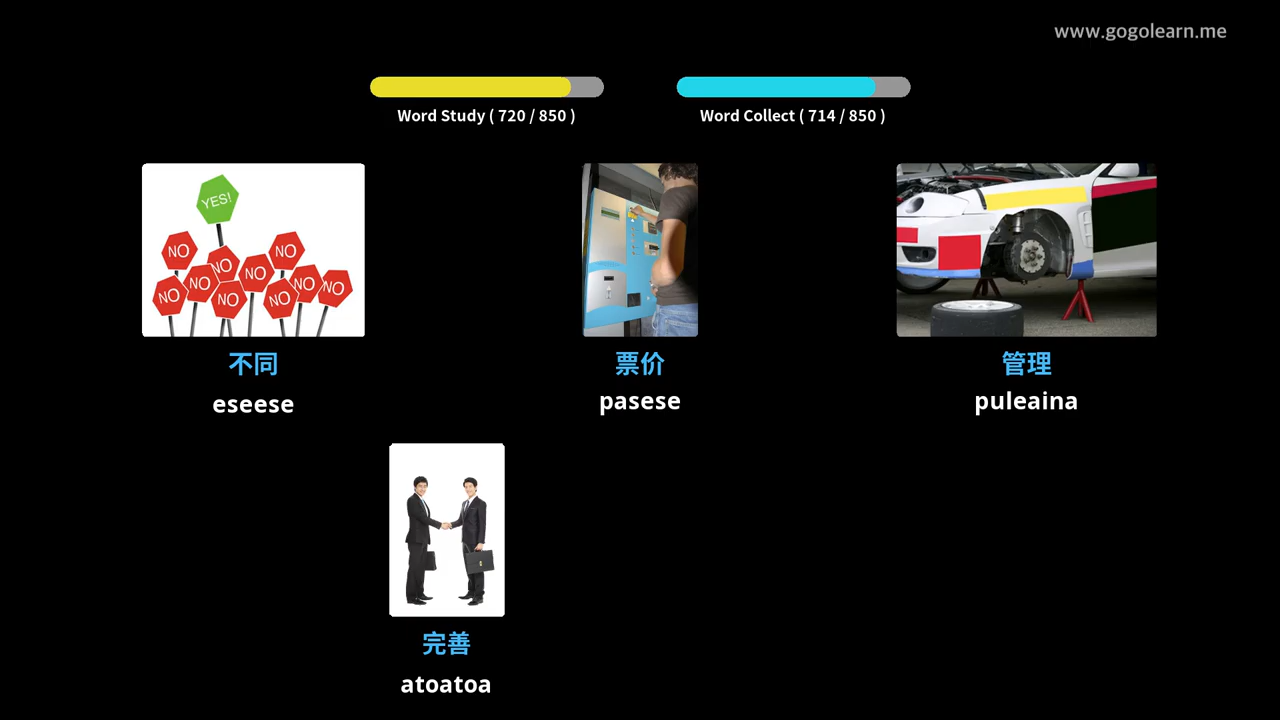 www.gogolearn.me
Word Study ( 720 / 850 )
Word Collect ( 714 / 850 )
YES!
NO
NO
NO
NO
NO
NO
NO
NO
NO
NO
不同
票价
管理
eseese
pasese
puleaina
完善
atoatoa